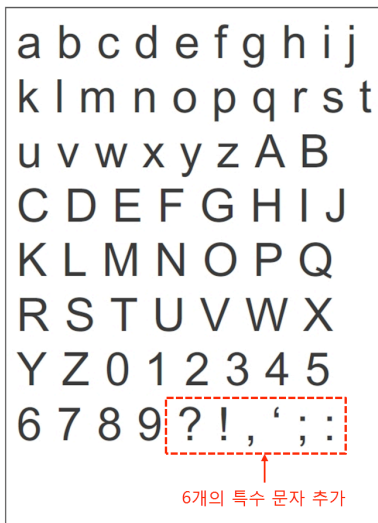 a b c d e f g h i j
k l m n o p q r s t
u v w x y z A B
C D E F G H I J
K L M N O P Q
R S T U V W X
Y Z 0 1 2 3 4 5
6 7 8 9 ? ! , ‘ ; :
6개의 특수 문자 추가